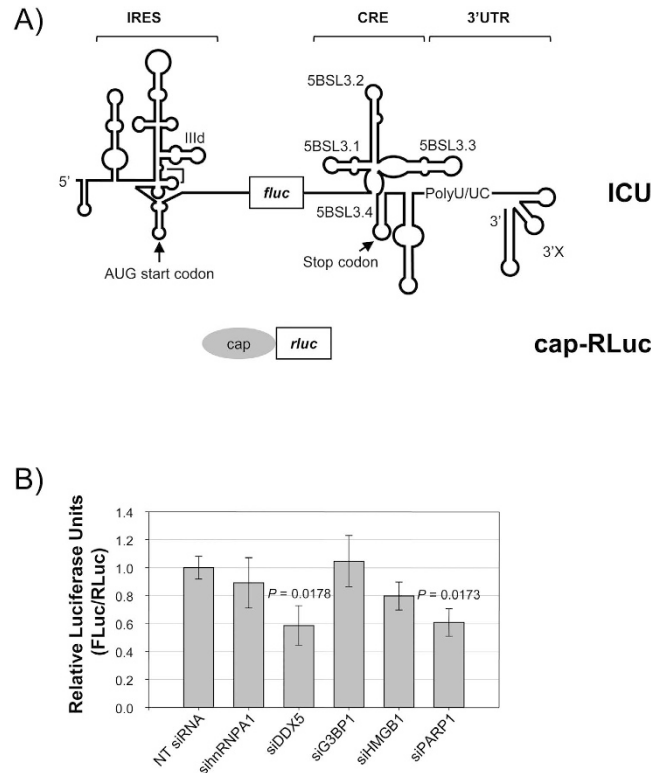 A)
IRES
CRE
3'UTR
5BSL3.2
IIId
5BSL3.1
5BSL3.3
5'
fluc
5BSL3.4
PolyU/UC
ICU
3'
3'X
AUG start codon
Stop codon
cap
rluc
cap-RLuc
B)
Relative Luciferase Units
(FLuc/RLuc)
1.4
1.2
1.0
0.8
0.6
0.4
0.2
0.0
P = 0.0178
P = 0.0173
NT siRNA
sihnRNPA1
siDDX5
siG3BP1
siHMGB1
siPARP1